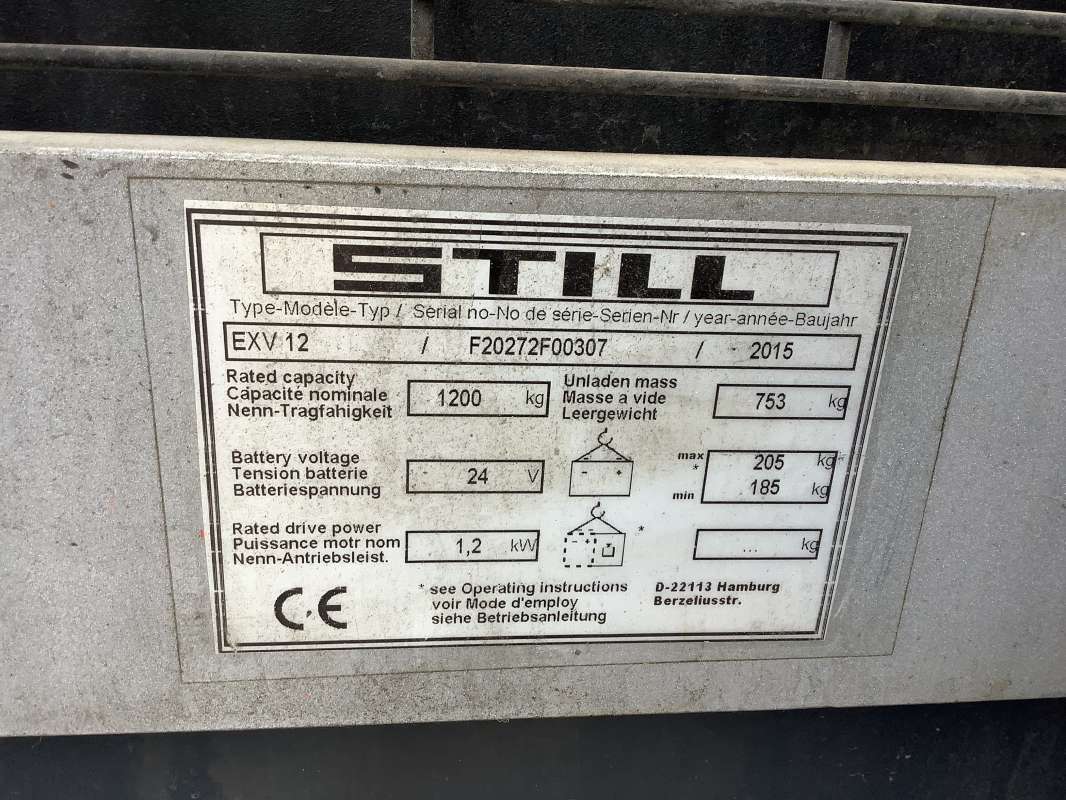 STILL
Type-Modèle-Typ / Serial no-No de série-Serien-Nr / year-année-Baujahr
EXV 12 / F20272F00307 / 2015
Rated capacity
Capacité nominale
Nenn-Tragfahigkeit
1200 kg
Unladen mass
Masse a vide
Leergewicht
753 kg
Battery voltage
Tension batterie
Batteriespannung
24 V
- +
max 205 kg*
*
min 185 kg
Rated drive power
Puissance motr nom
Nenn-Antriebsleist.
1,2 kW
- +
*
... kg
CE
* see Operating instructions
voir Mode d'employ
siehe Betriebsanleitung
D-22113 Hamburg
Berzeliusstr.